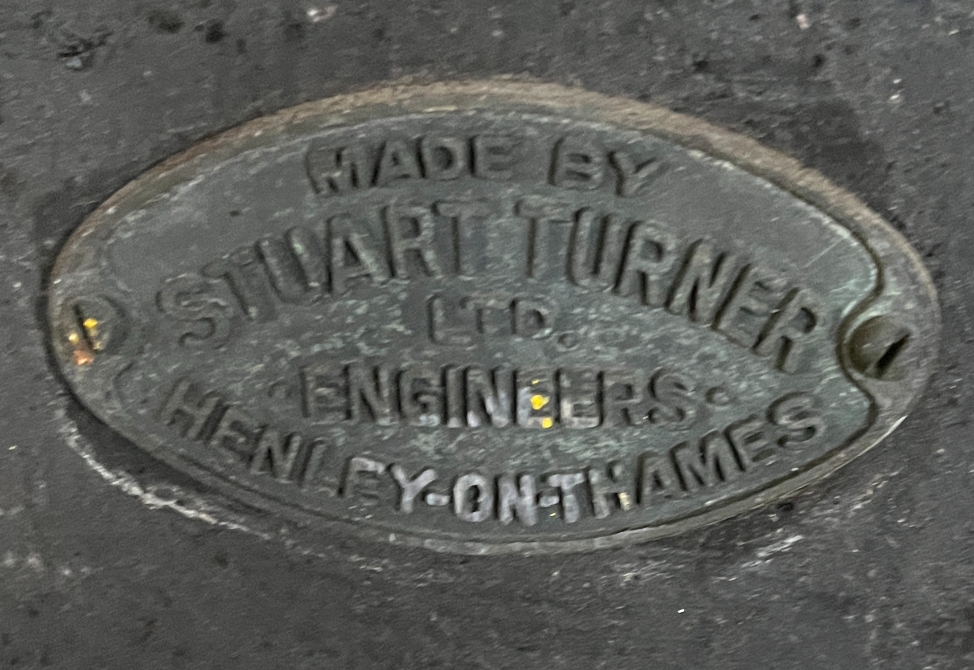 MADE BY
STUART TURNER
LTD.
·ENGINEERS·
HENLEY-ON-THAMES